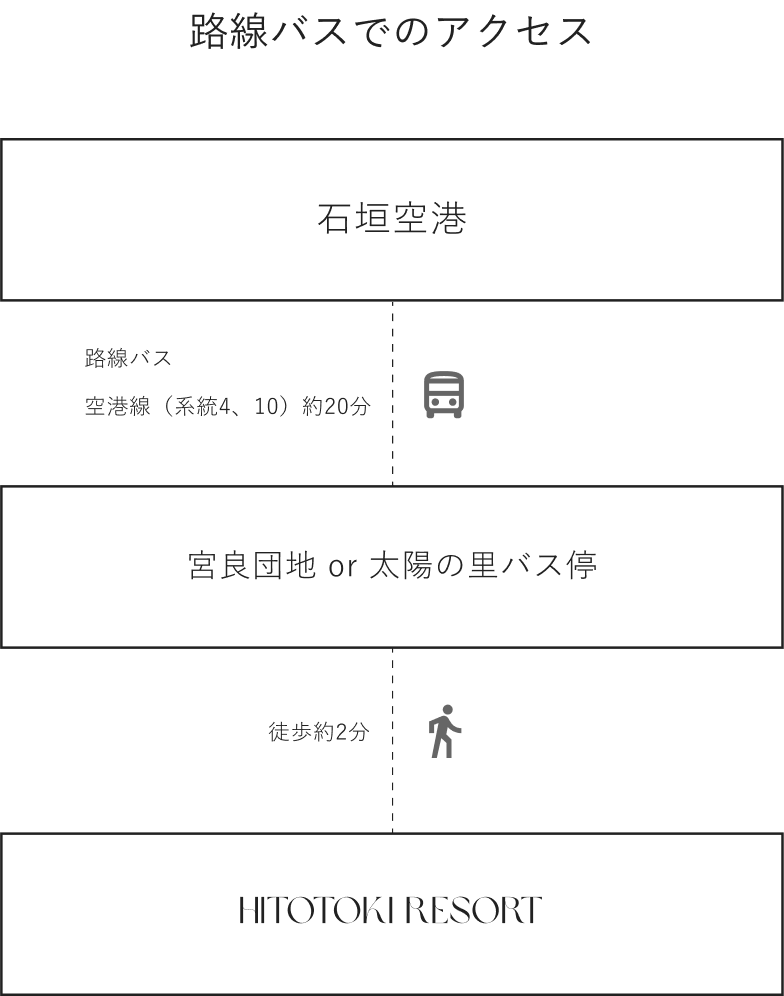 路線バスでのアクセス
石垣空港
路線バス
空港線（系統4、10）約20分
宮良団地 or 太陽の里バス停
徒歩約2分
HITOTOKI RESORT